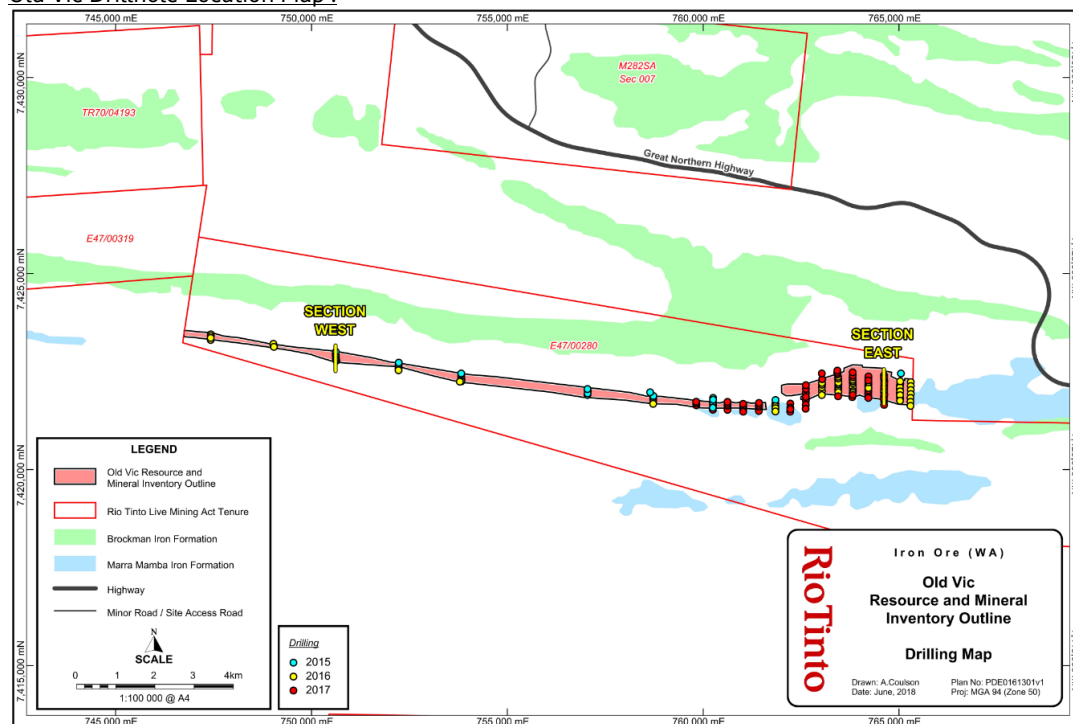 Old Vic Drillhole Location Map :
745,000 mE
750,000 mE
755,000 mE
760,000 mE
765,000 mE
7,430,000 mN
7,425,000 mN
7,420,000 mN
7,415,000 mN
TR70/04193
M282SA
Sec 007
Great Northern Highway
E47/00319
SECTION
WEST
E47/00280
SECTION
EAST
LEGEND
Old Vic Resource and
Mineral Inventory Outline
Rio Tinto Live Mining Act Tenure
Brockman Iron Formation
Marra Mamba Iron Formation
Highway
Minor Road / Site Access Road
N
SCALE
0 1 2 3 4km
1:100 000 @ A4
Drilling
2015
2016
2017
RioTinto
Iron Ore (WA)
Old Vic
Resource and Mineral
Inventory Outline
Drilling Map
Drawn: A.Coulson
Date: June, 2018
Plan No: PDE0161301v1
Proj: MGA 94 (Zone 50)
745,000 mE
750,000 mE
755,000 mE
760,000 mE
765,000 mE